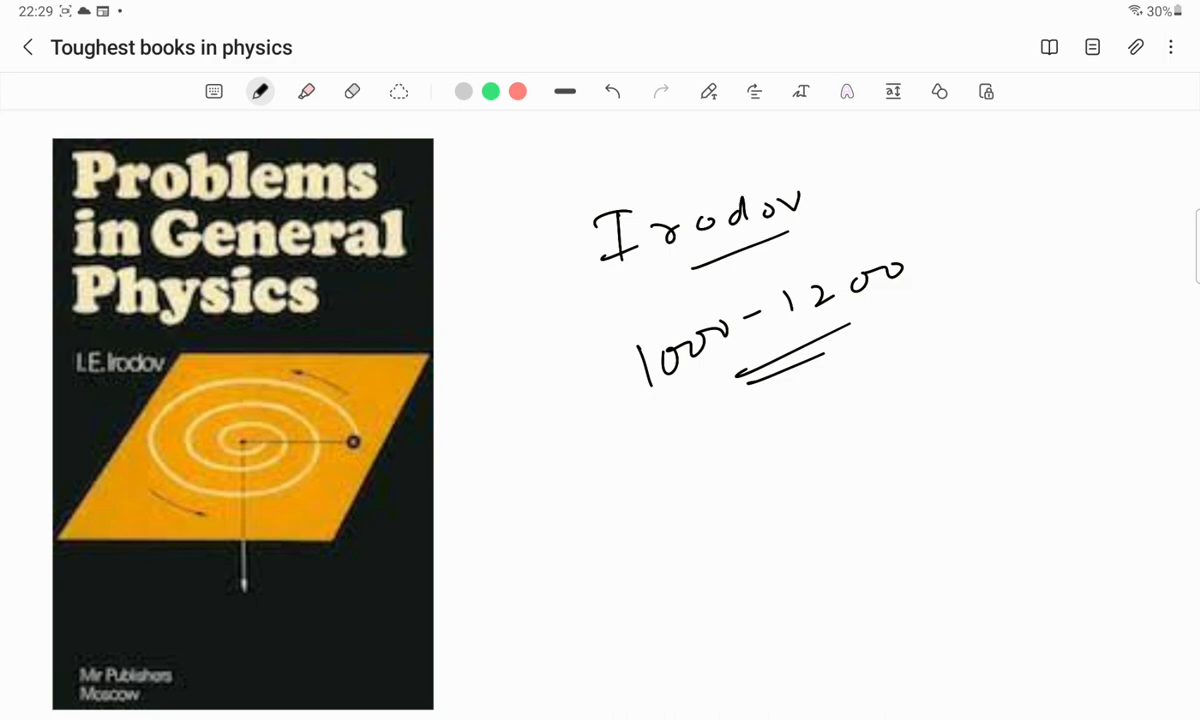 22:29
30%
Toughest books in physics
Problems
in General
Physics
I.E. Irodov
Mir Publishers
Moscow
Irodov
1000-1200